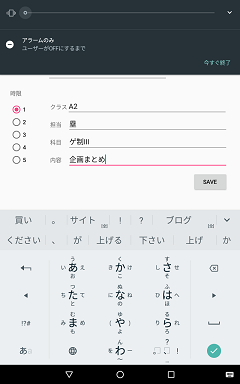 アラームのみ
ユーザーがOFFにするまで
今すぐ終了
時限
1
2
3
4
5
クラス A2
担当 塁
科目 ゲ制III
内容 企画まとめ
SAVE
買い 。 サイト ! ? ブログ
ください 、 が 上げる 下さい 上げ か
い あ え う お
き か け く こ
し さ せ す そ
ち た て つ と
に な ね ぬ の
ひ は へ ふ ほ
!?#
み ま め む も
( や ) ゆ よ
り ら れ る ろ
あa
わ を ん ー
、 。 ? !